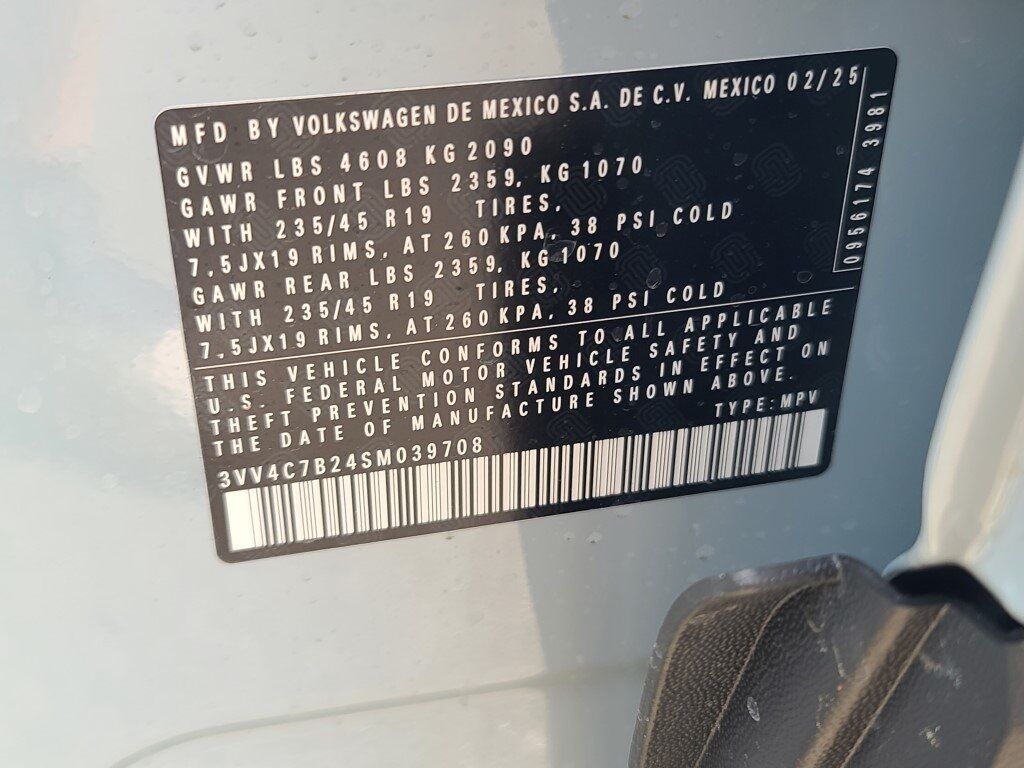 MFD BY VOLKSWAGEN DE MEXICO S.A. DE C.V. MEXICO 02/25
GVWR LBS 4608 KG 2090
GAWR FRONT LBS 2359, KG 1070
WITH 235/45 R19 TIRES,
7,5JX19 RIMS, AT 260 KPA, 38 PSI COLD
GAWR REAR LBS 2359, KG 1070
WITH 235/45 R19 TIRES,
7,5JX19 RIMS, AT 260 KPA, 38 PSI COLD
0956174 3981
THIS VEHICLE CONFORMS TO ALL APPLICABLE
U.S. FEDERAL MOTOR VEHICLE SAFETY AND
THEFT PREVENTION STANDARDS IN EFFECT ON
THE DATE OF MANUFACTURE SHOWN ABOVE.
TYPE: MPV
3VV4C7B24SM039708